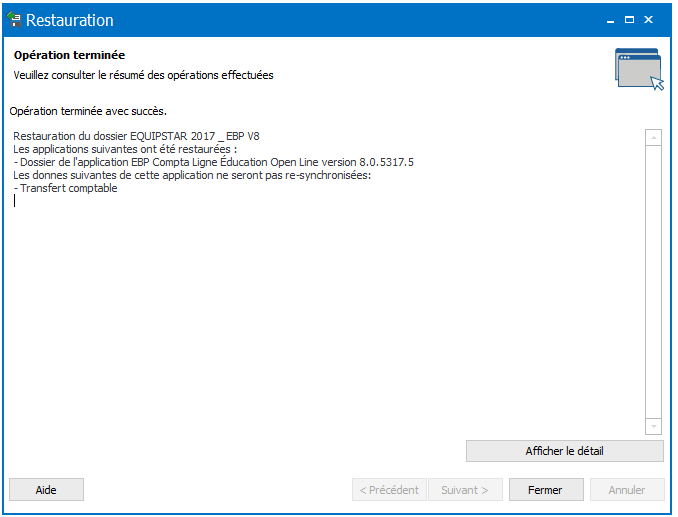 Restauration
Opération terminée
Veuillez consulter le résumé des opérations effectuées
Opération terminée avec succès.
Restauration du dossier EQUIPSTAR 2017 _ EBP V8
Les applications suivantes ont été restaurées :
- Dossier de l'application EBP Compta Ligne Éducation Open Line version 8.0.5317.5
Les donnes suivantes de cette application ne seront pas re-synchronisées:
- Transfert comptable
Afficher le détail
Aide
< Précédent
Suivant >
Fermer
Annuler